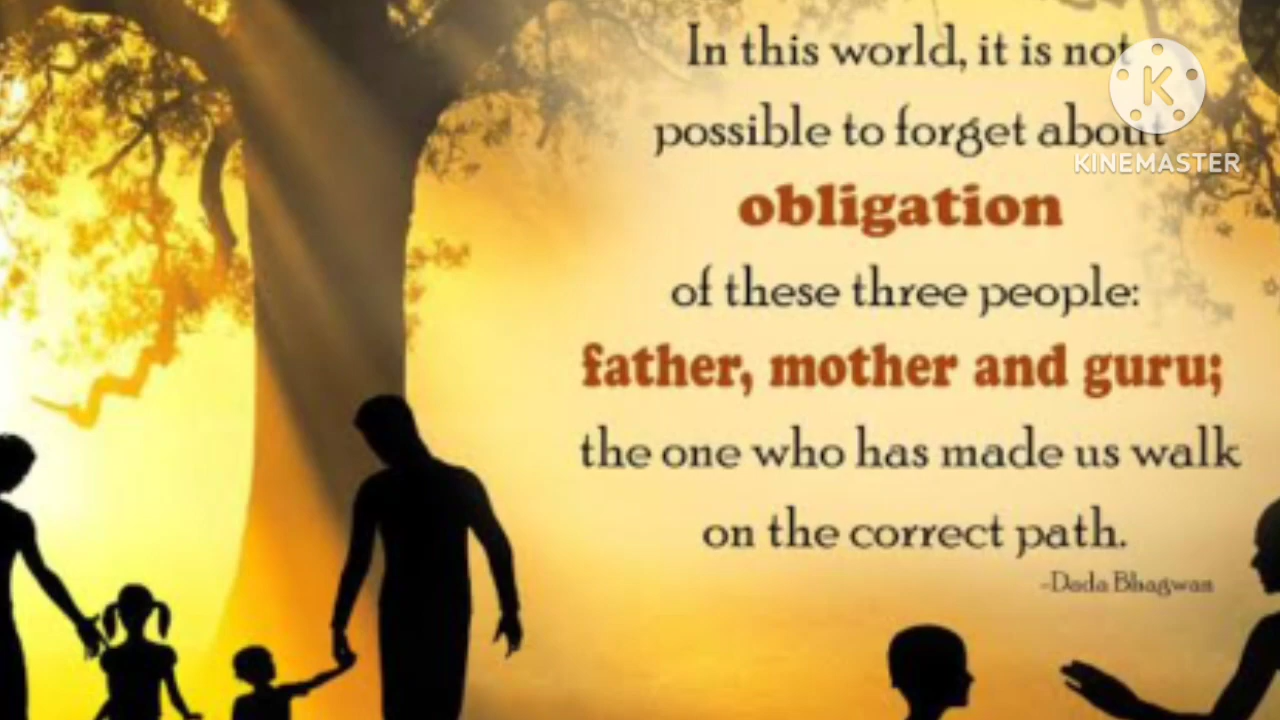 In this world, it is not
possible to forget about
obligation
of these three people:
father, mother and guru;
the one who has made us walk
on the correct path.
-Dada Bhagwan
K
KINEMASTER